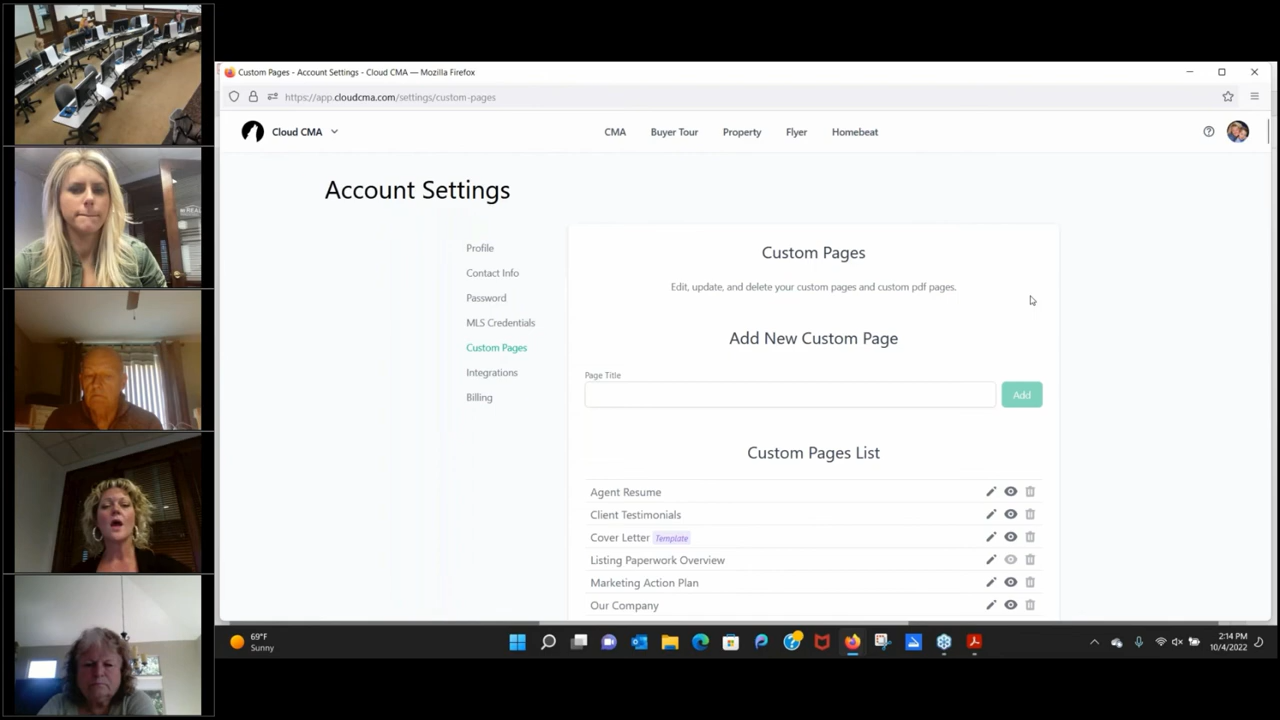 Custom Pages - Account Settings - Cloud CMA — Mozilla Firefox
https://app.cloudcma.com/settings/custom-pages
Cloud CMA
CMA
Buyer Tour
Property
Flyer
Homebeat
Account Settings
Profile
Contact Info
Password
MLS Credentials
Custom Pages
Integrations
Billing
Custom Pages
Edit, update, and delete your custom pages and custom pdf pages.
Add New Custom Page
Page Title
Add
Custom Pages List
Agent Resume
Client Testimonials
Cover Letter Template
Listing Paperwork Overview
Marketing Action Plan
Our Company
69°F
Sunny
2:14 PM
10/4/2022